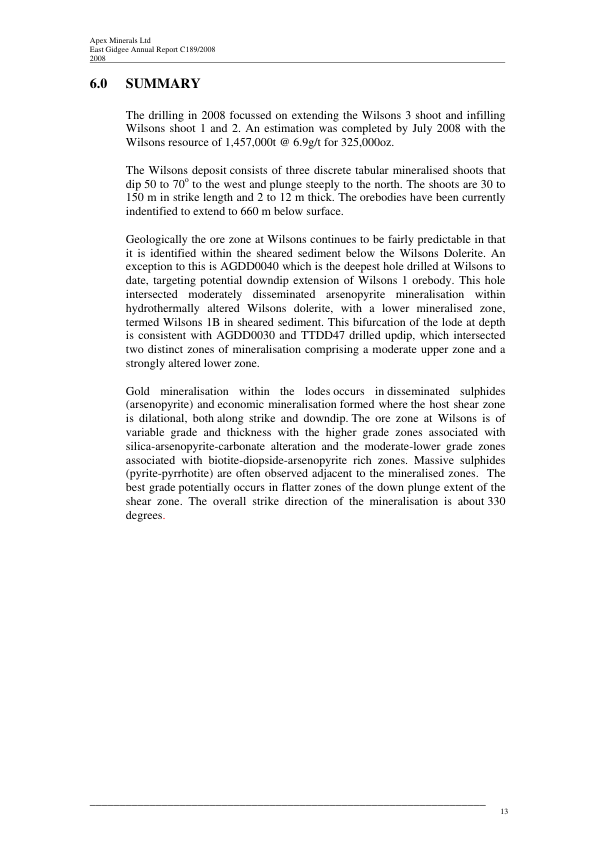 Apex Minerals Ltd
East Gidgee Annual Report C189/2008
2008
6.0 SUMMARY
The drilling in 2008 focussed on extending the Wilsons 3 shoot and infilling
Wilsons shoot 1 and 2. An estimation was completed by July 2008 with the
Wilsons resource of 1,457,000t @ 6.9g/t for 325,000oz.
The Wilsons deposit consists of three discrete tabular mineralised shoots that
dip 50 to 70° to the west and plunge steeply to the north. The shoots are 30 to
150 m in strike length and 2 to 12 m thick. The orebodies have been currently
indentified to extend to 660 m below surface.
Geologically the ore zone at Wilsons continues to be fairly predictable in that
it is identified within the sheared sediment below the Wilsons Dolerite. An
exception to this is AGDD0040 which is the deepest hole drilled at Wilsons to
date, targeting potential downdip extension of Wilsons 1 orebody. This hole
intersected moderately disseminated arsenopyrite mineralisation within
hydrothermally altered Wilsons dolerite, with a lower mineralised zone,
termed Wilsons 1B in sheared sediment. This bifurcation of the lode at depth
is consistent with AGDD0030 and TTDD47 drilled updip, which intersected
two distinct zones of mineralisation comprising a moderate upper zone and a
strongly altered lower zone.
Gold mineralisation within the lodes occurs in disseminated sulphides
(arsenopyrite) and economic mineralisation formed where the host shear zone
is dilational, both along strike and downdip. The ore zone at Wilsons is of
variable grade and thickness with the higher grade zones associated with
silica-arsenopyrite-carbonate alteration and the moderate-lower grade zones
associated with biotite-diopside-arsenopyrite rich zones. Massive sulphides
(pyrite-pyrrhotite) are often observed adjacent to the mineralised zones. The
best grade potentially occurs in flatter zones of the down plunge extent of the
shear zone. The overall strike direction of the mineralisation is about 330
degrees.
13